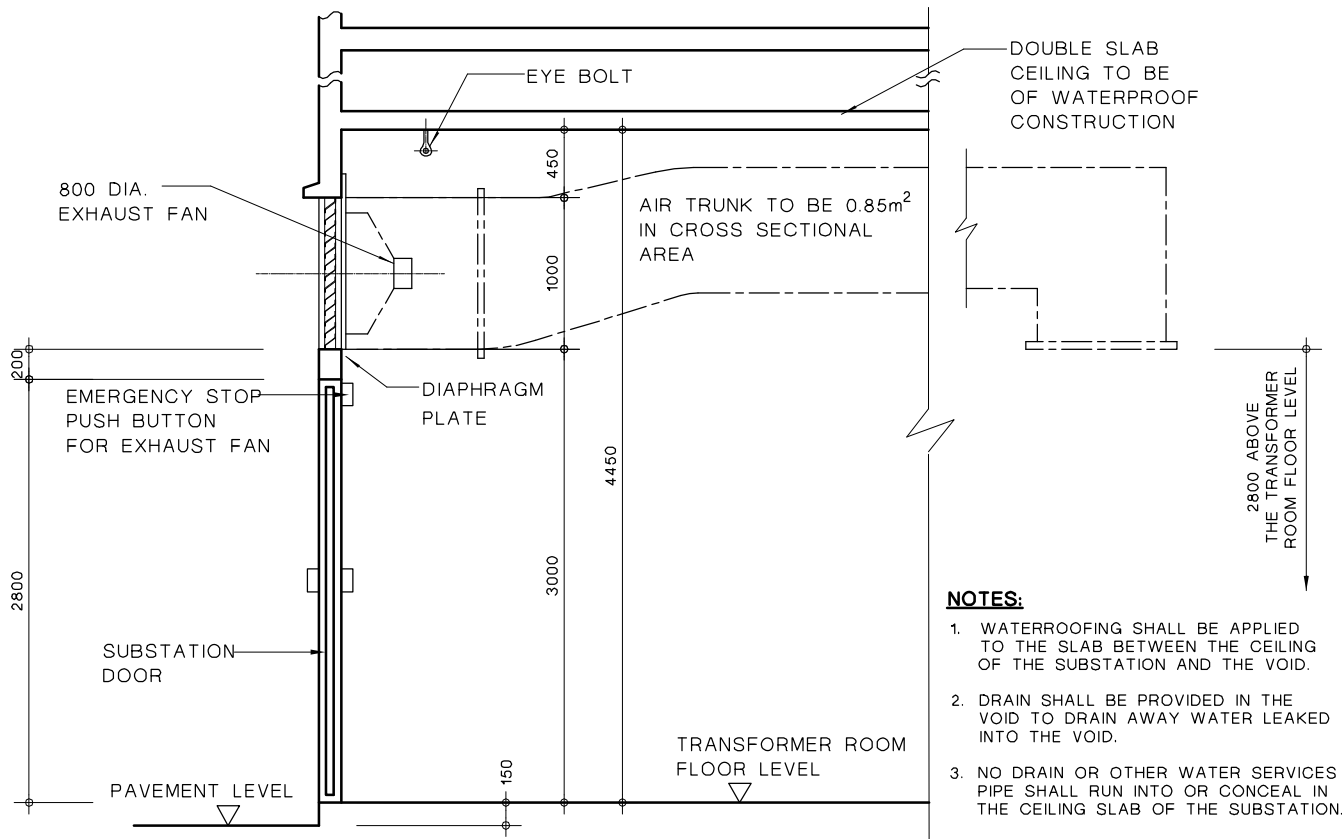 DOUBLE SLAB
CEILING TO BE
OF WATERPROOF
CONSTRUCTION
EYE BOLT
800 DIA.
EXHAUST FAN
450
AIR TRUNK TO BE 0.85m²
IN CROSS SECTIONAL
AREA
1000
200
EMERGENCY STOP
PUSH BUTTON
FOR EXHAUST FAN
DIAPHRAGM
PLATE
4450
2800 ABOVE
THE TRANSFORMER
ROOM FLOOR LEVEL
2800
3000
SUBSTATION
DOOR
150
TRANSFORMER ROOM
FLOOR LEVEL
PAVEMENT LEVEL
NOTES:
1. WATERROOFING SHALL BE APPLIED
TO THE SLAB BETWEEN THE CEILING
OF THE SUBSTATION AND THE VOID.
2. DRAIN SHALL BE PROVIDED IN THE
VOID TO DRAIN AWAY WATER LEAKED
INTO THE VOID.
3. NO DRAIN OR OTHER WATER SERVICES
PIPE SHALL RUN INTO OR CONCEAL IN
THE CEILING SLAB OF THE SUBSTATION.